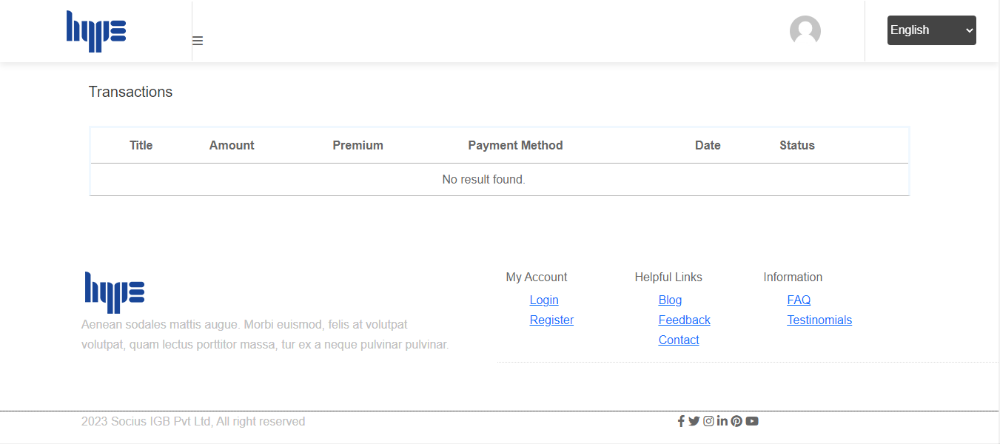 hype
English
Transactions
Title Amount Premium Payment Method Date Status
No result found.
hype
Aenean sodales mattis augue. Morbi euismod, felis at volutpat
volutpat, quam lectus porttitor massa, tur ex a neque pulvinar pulvinar.
My Account
Login
Register
Helpful Links
Blog
Feedback
Contact
Information
FAQ
Testinomials
2023 Socius IGB Pvt Ltd, All right reserved